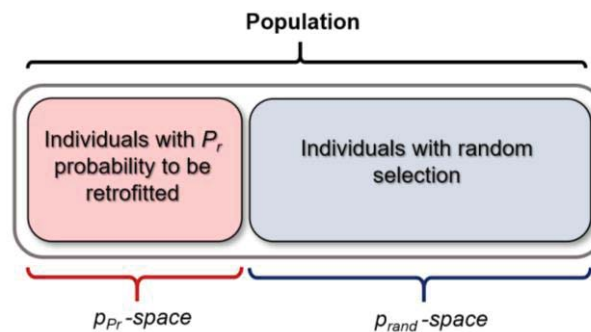 Population
Individuals with Pr
probability to be
retrofitted
Individuals with random
selection
pPr-space
prand-space